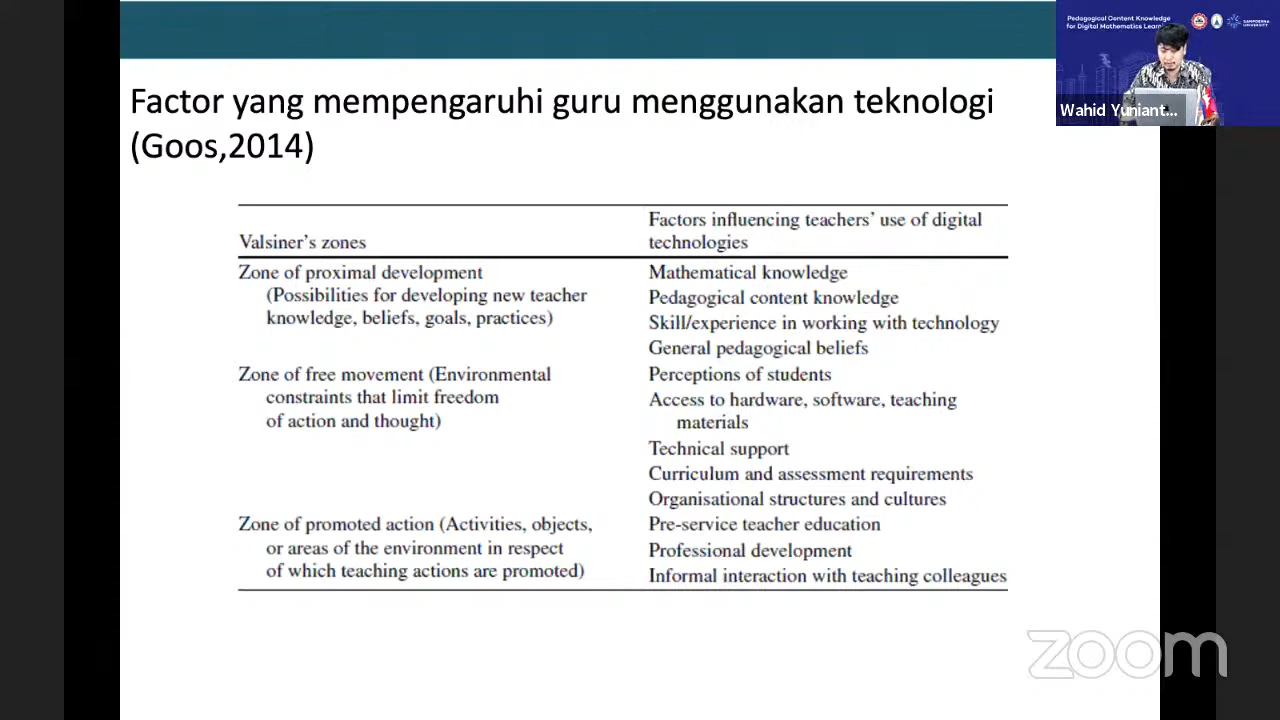 Factor yang mempengaruhi guru menggunakan teknologi
(Goos,2014)
Valsiner's zones
Factors influencing teachers' use of digital
technologies
Zone of proximal development
(Possibilities for developing new teacher
knowledge, beliefs, goals, practices)
Mathematical knowledge
Pedagogical content knowledge
Skill/experience in working with technology
General pedagogical beliefs
Zone of free movement (Environmental
constraints that limit freedom
of action and thought)
Perceptions of students
Access to hardware, software, teaching
materials
Technical support
Curriculum and assessment requirements
Organisational structures and cultures
Zone of promoted action (Activities, objects,
or areas of the environment in respect
of which teaching actions are promoted)
Pre-service teacher education
Professional development
Informal interaction with teaching colleagues
Pedagogical Content Knowledge
for Digital Mathematics
SAMPOERNA
UNIVERSITY
Wahid Yuniant...
zoom